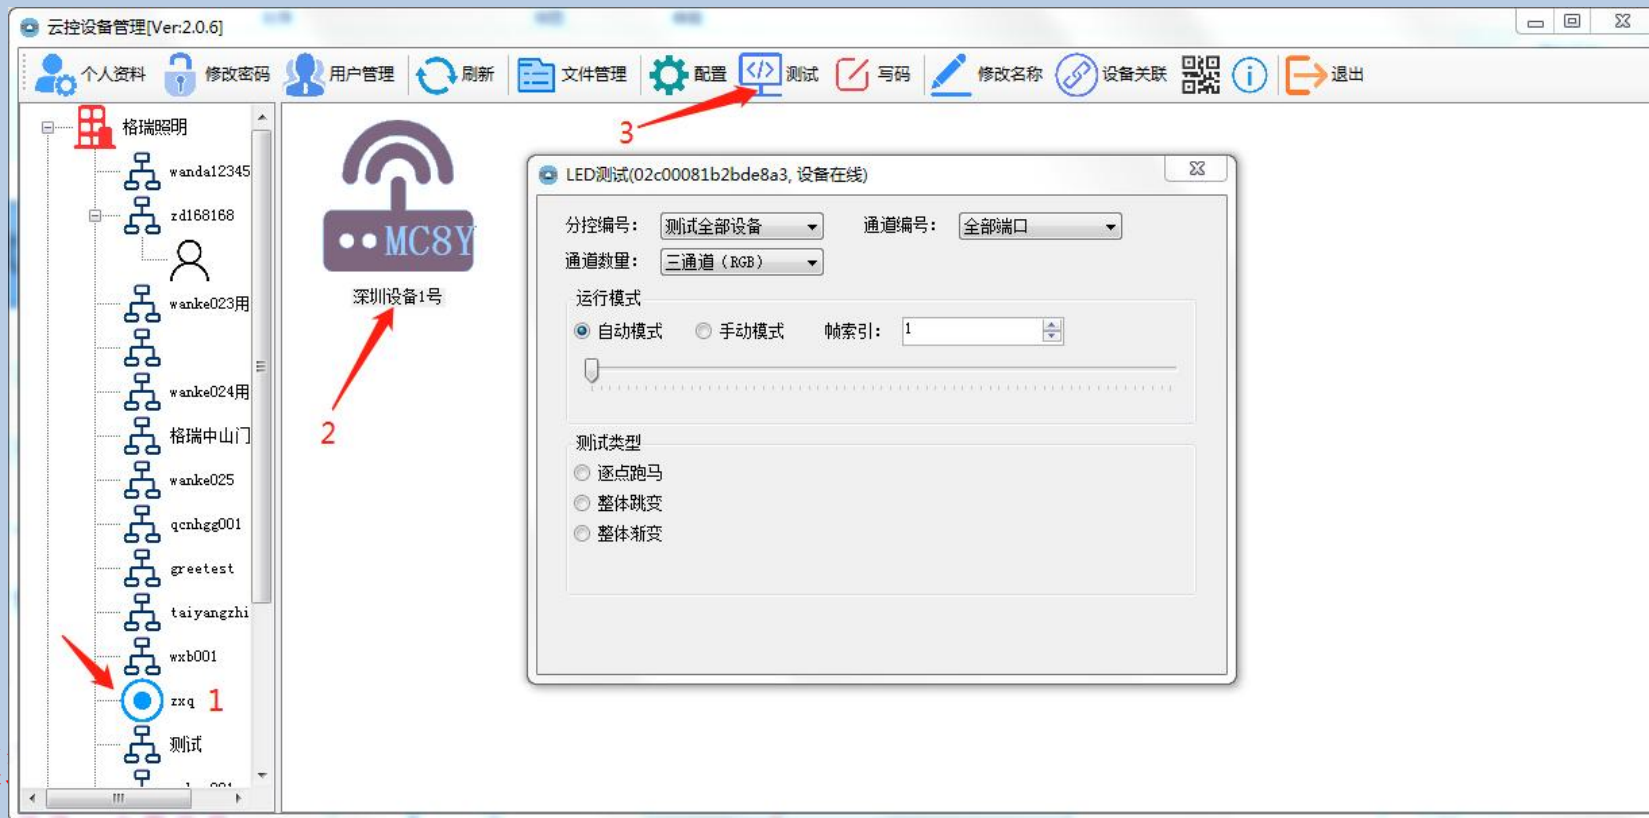 云控设备管理[Ver:2.0.6]
个人资料 修改密码 用户管理 刷新 文件管理 配置 测试 写码 修改名称 设备关联 退出
格瑞照明
wanda12345
zd168168
wanke023用
wanke024用
格瑞中山门
wanke025
qcnhgg001
greetest
taiyangzhi
wxb001
zxq 1
测试
MC8Y
深圳设备1号
2
3
LED测试(02c00081b2bde8a3, 设备在线)
分控编号: 测试全部设备 通道编号: 全部端口
通道数量: 三通道(RGB)
运行模式
自动模式 手动模式 帧索引: 1
测试类型
逐点跑马
整体跳变
整体渐变